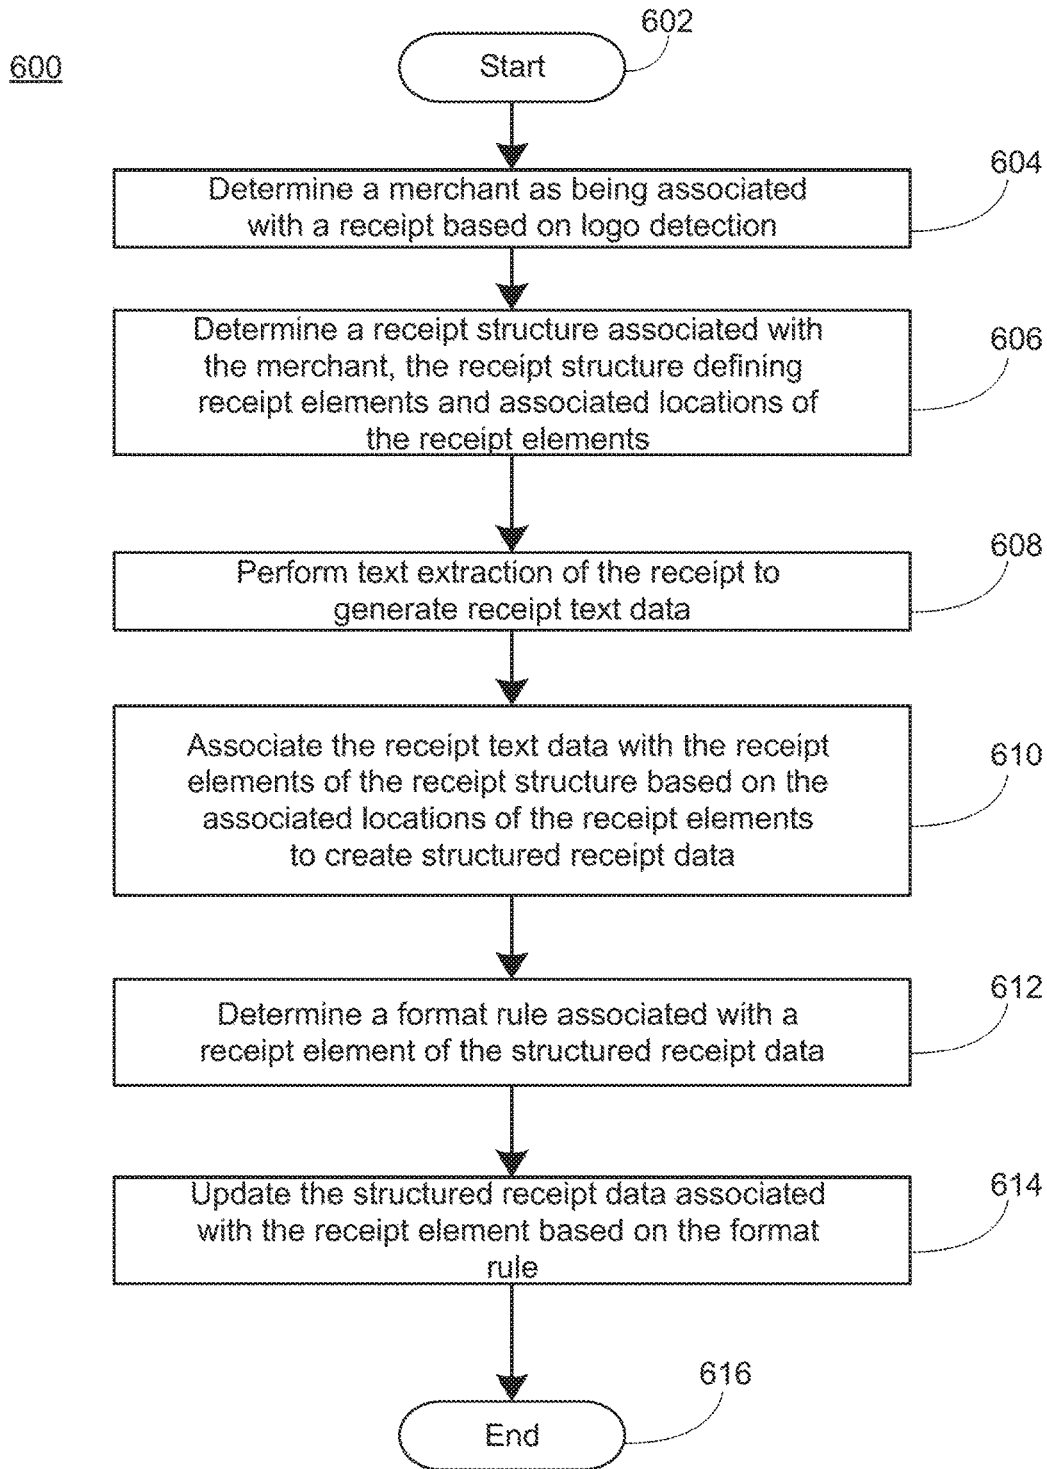 602
600
Start
604
Determine a merchant as being associated
with a receipt based on logo detection
606
Determine a receipt structure associated with
the merchant, the receipt structure defining
receipt elements and associated locations of
the receipt elements
608
Perform text extraction of the receipt to
generate receipt text data
610
Associate the receipt text data with the receipt
elements of the receipt structure based on the
associated locations of the receipt elements
to create structured receipt data
612
Determine a format rule associated with a
receipt element of the structured receipt data
614
Update the structured receipt data associated
with the receipt element based on the format
rule
616
End